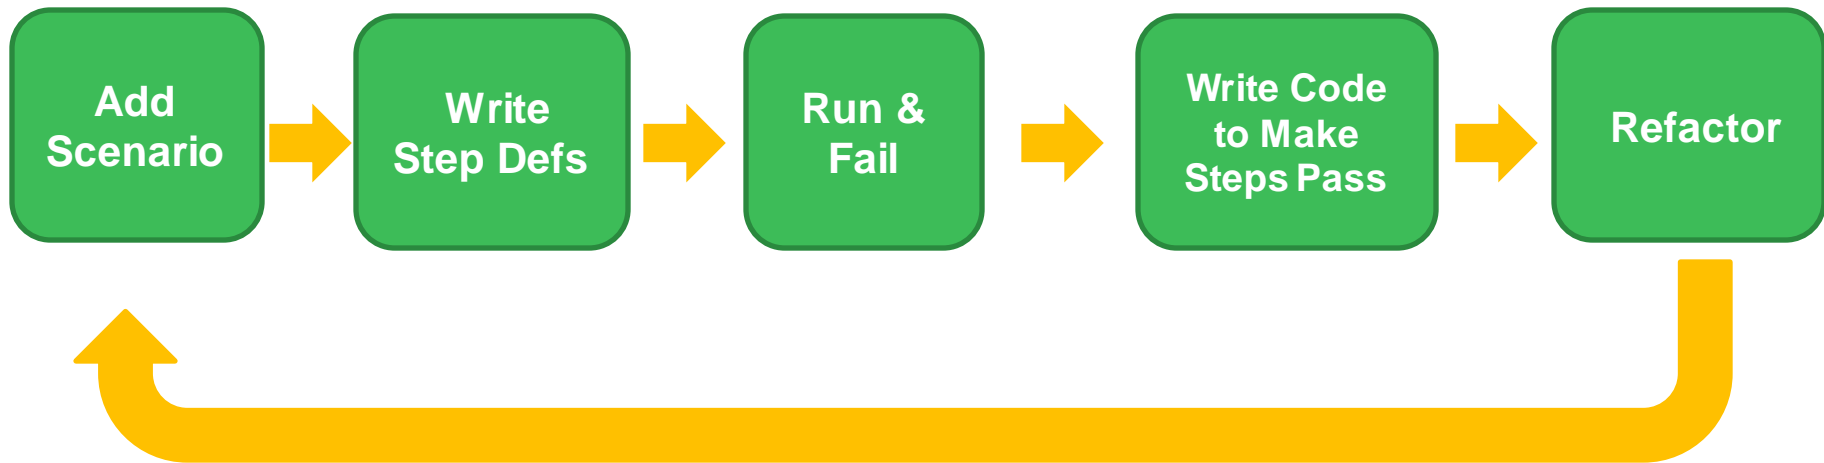 Add
Scenario
Write
Step Defs
Run &
Fail
Write Code
to Make
Steps Pass
Refactor